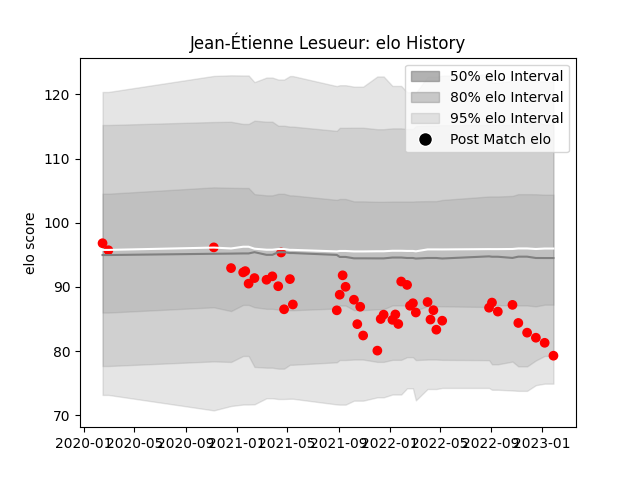 Jean-Étienne Lesueur: elo History
50% elo Interval
80% elo Interval
95% elo Interval
Post Match elo
elo score
120
110
100
90
80
70
2020-01 2020-05 2020-09 2021-01 2021-05 2021-09 2022-01 2022-05 2022-09 2023-01